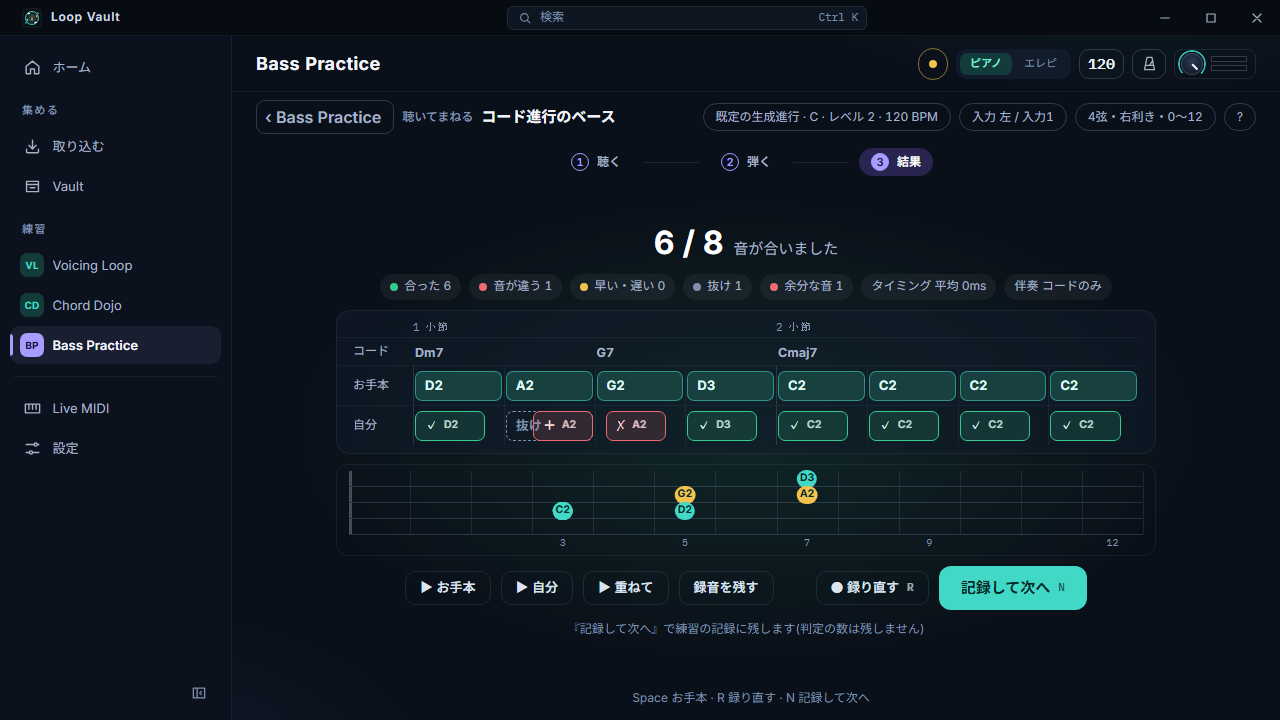 Loop Vault
検索 Ctrl K
ホーム
集める
取り込む
Vault
練習
VL Voicing Loop
CD Chord Dojo
BP Bass Practice
Live MIDI
設定
Bass Practice
ピアノ エレピ 120
‹ Bass Practice 聴いてまねる コード進行のベース 既定の生成進行 · C · レベル 2 · 120 BPM 入力 左 / 入力1 4弦・右利き・0〜12 ?
1 聴く 2 弾く 3 結果
6 / 8 音が合いました
合った 6 音が違う 1 早い・遅い 0 抜け 1 余分な音 1 タイミング 平均 0ms 伴奏 コードのみ
1 小節 2 小節
コード Dm7 G7 Cmaj7
お手本 D2 A2 G2 D3 C2 C2 C2 C2
自分 ✓ D2 抜け + A2 ✗ A2 ✓ D3 ✓ C2 ✓ C2 ✓ C2 ✓ C2
D3
G2 A2
C2 D2
3 5 7 9 12
▶ お手本 ▶ 自分 ▶ 重ねて 録音を残す ● 録り直す R 記録して次へ N
『記録して次へ』で練習の記録に残します(判定の数は残しません)
Space お手本 · R 録り直す · N 記録して次へ